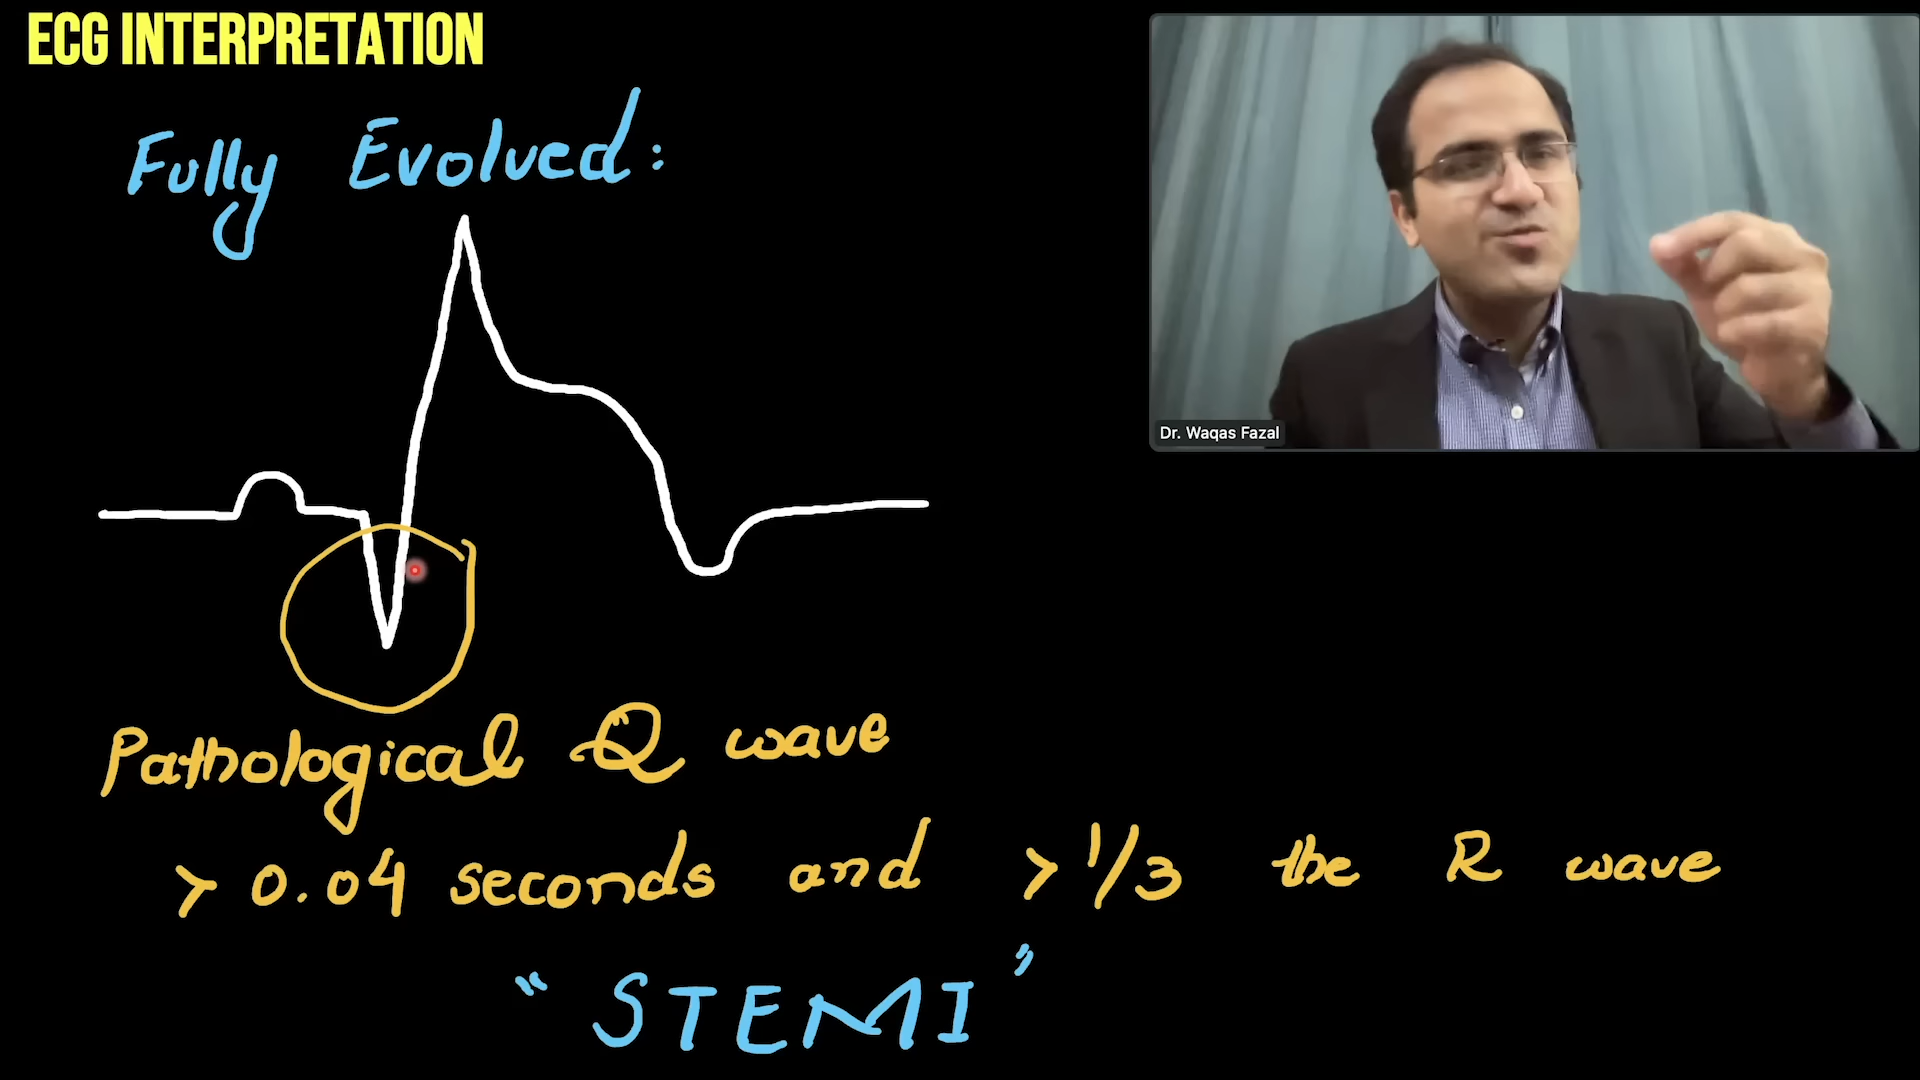 ECG INTERPRETATION
Fully Evolved:
Dr. Waqas Fazal
Pathological Q wave
> 0.04 seconds and > 1/3 the R wave
"STEMI"